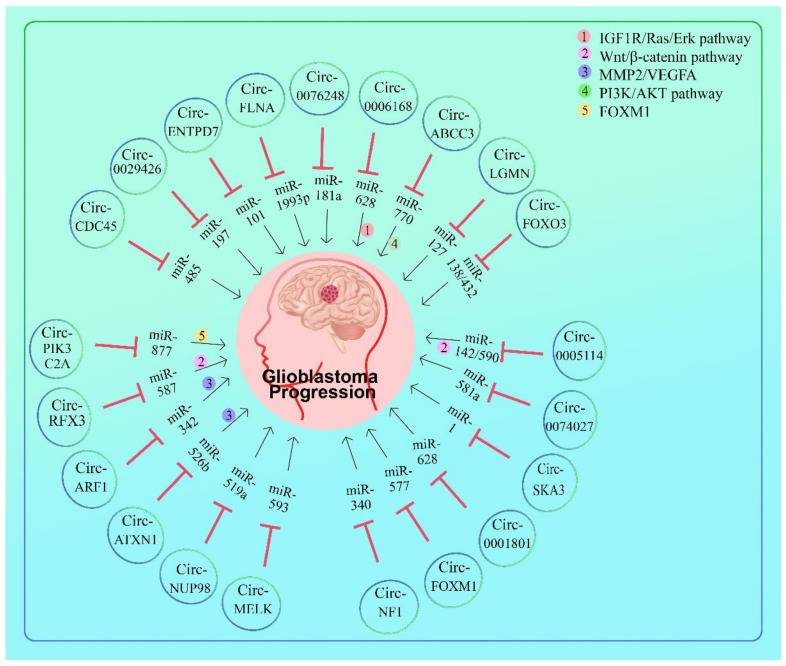 IGF1R/Ras/Erk pathway
1
Wnt/β-catenin pathway
2
MMP2/VEGFA
3
PI3K/AKT pathway
4
FOXM1
5
Circ-
CDC45
miR-
485
Circ-
0029426
miR-
197
Circ-
ENTPD7
miR-
101
Circ-
FLNA
miR-
1993p
Circ-
0076248
miR-
181a
Circ-
0006168
miR-
628
1
Circ-
ABCC3
miR-
770
4
Circ-
LGMN
miR-
127
Circ-
FOXO3
miR-
138/432
Circ-
0005114
miR-
142/590
2
Circ-
0074027
miR-
581a
Circ-
SKA3
miR-
1
Circ-
0001801
miR-
628
Circ-
FOXM1
miR-
577
Circ-
NF1
miR-
340
Circ-
MELK
miR-
593
Circ-
NUP98
miR-
519a
Circ-
ATXN1
miR-
526b
3
Circ-
ARF1
miR-
342
3
Circ-
RFX3
miR-
587
2
Circ-
PIK3
C2A
miR-
877
5
Glioblastoma
Progression